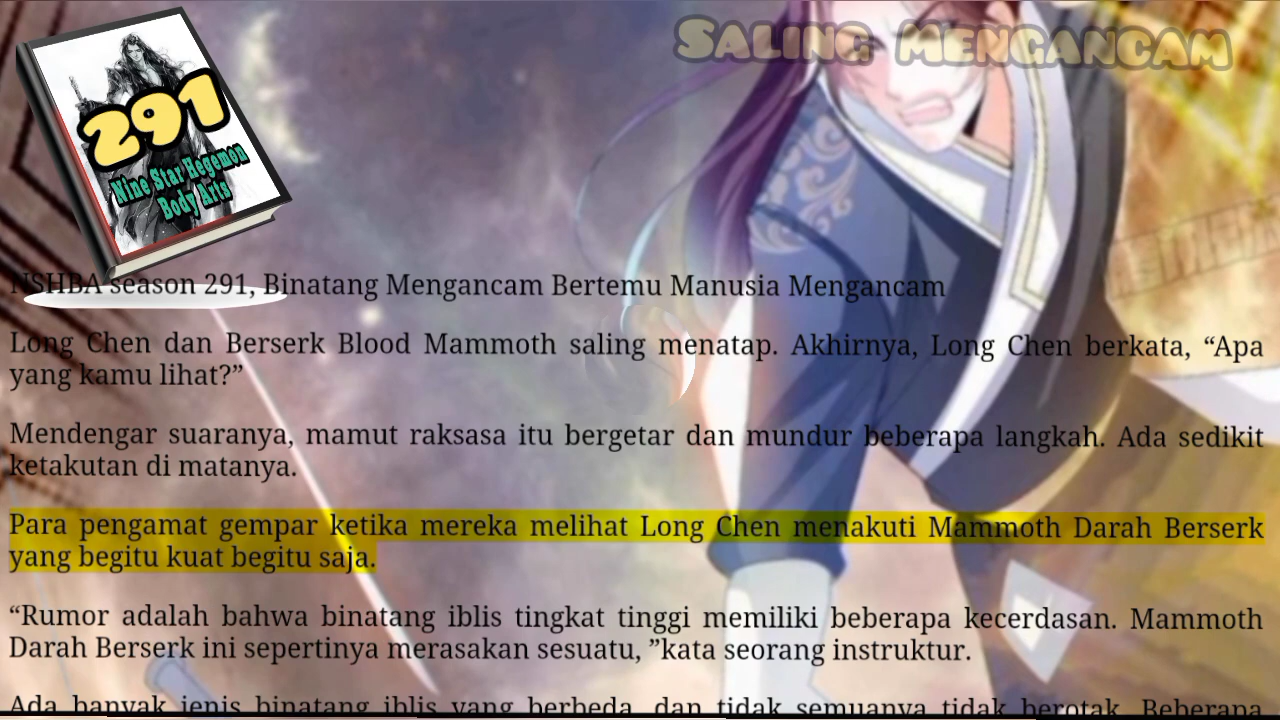 SALING MENGANCAM
291
Nine Star Hegemon
Body Arts
NSHBA season 291, Binatang Mengancam Bertemu Manusia Mengancam
Long Chen dan Berserk Blood Mammoth saling menatap. Akhirnya, Long Chen berkata, “Apa
yang kamu lihat?”
Mendengar suaranya, mamut raksasa itu bergetar dan mundur beberapa langkah. Ada sedikit
ketakutan di matanya.
Para pengamat gempar ketika mereka melihat Long Chen menakuti Mammoth Darah Berserk
yang begitu kuat begitu saja.
“Rumor adalah bahwa binatang iblis tingkat tinggi memiliki beberapa kecerdasan. Mammoth
Darah Berserk ini sepertinya merasakan sesuatu, ”kata seorang instruktur.
Ada banyak jenis binatang iblis yang berbeda, dan tidak semuanya tidak berotak. Beberapa